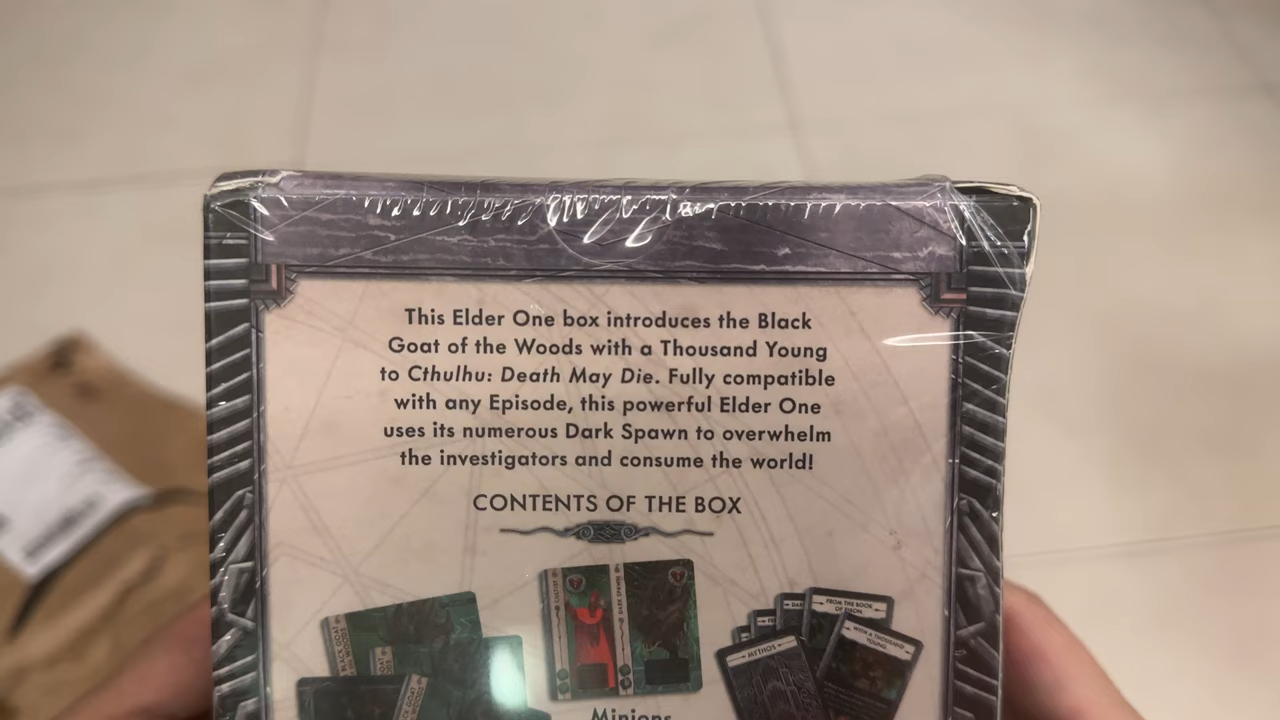 This Elder One box introduces the Black
Goat of the Woods with a Thousand Young
to Cthulhu: Death May Die. Fully compatible
with any Episode, this powerful Elder One
uses its numerous Dark Spawn to overwhelm
the investigators and consume the world!
CONTENTS OF THE BOX
CULTIST
DARK SPAWN
FROM THE BOOK
OF EIBON
WITH A THOUSAND
YOUNG
MYTHOS
Minions